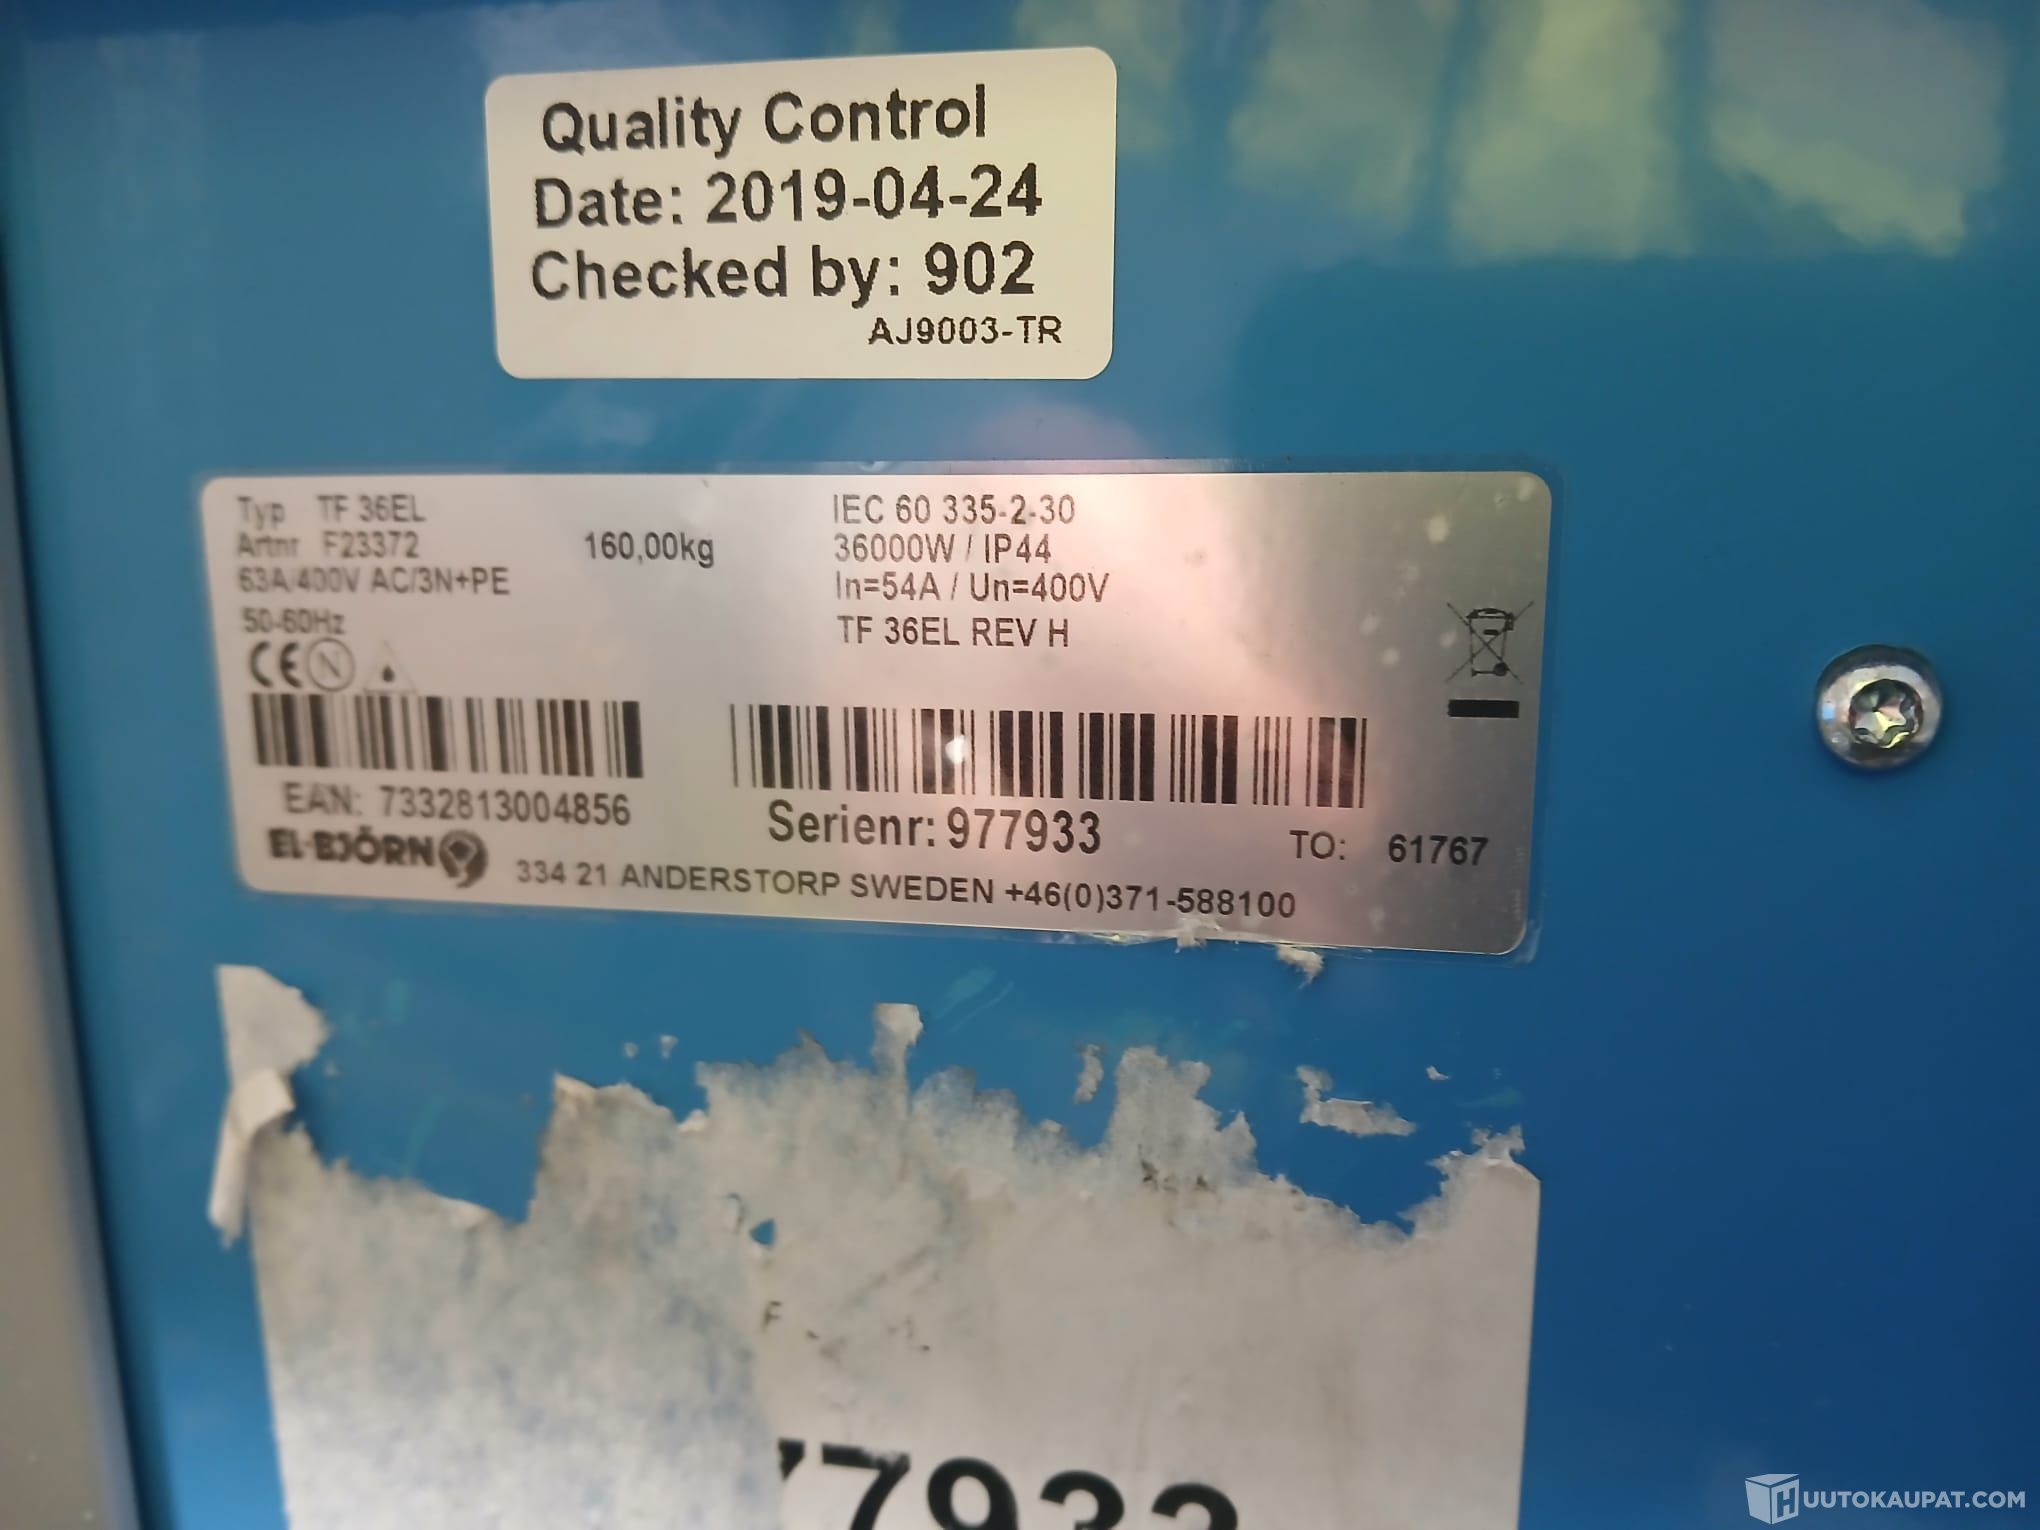 Quality Control
Date: 2019-04-24
Checked by: 902
AJ9003-TR
Typ TF 36EL
Artnr F23372
63A/400V AC/3N+PE
50-60Hz
160,00kg
IEC 60 335-2-30
36000W / IP44
In=54A / Un=400V
TF 36EL REV H
CE N
EAN: 7332813004856
Serienr: 977933
TO: 61767
EL-BJÖRN
334 21 ANDERSTORP SWEDEN +46(0)371-588100
77933
HUUTOKAUPAT.COM